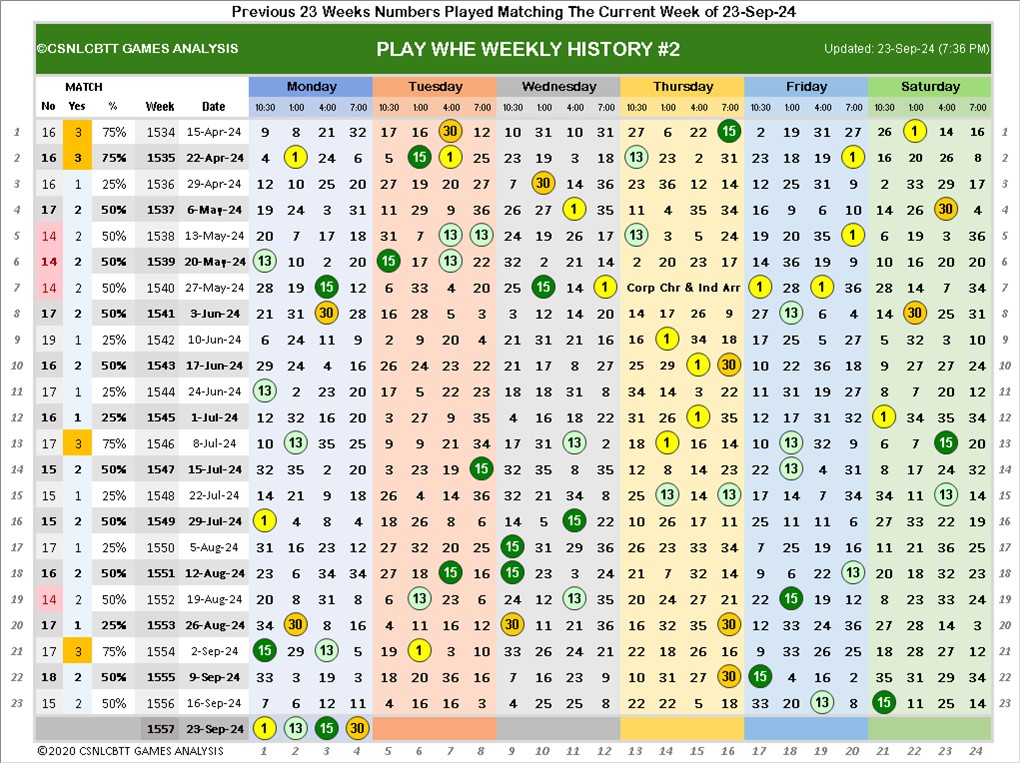 Previous 23 Weeks Numbers Played Matching The Current Week of 23-Sep-24
©CSNLCBTT GAMES ANALYSIS PLAY WHE WEEKLY HISTORY #2 Updated: 23-Sep-24 (7:36 PM)
MATCH Monday Tuesday Wednesday Thursday Friday Saturday
No Yes % Week Date 10:30 1:00 4:00 7:00 10:30 1:00 4:00 7:00 10:30 1:00 4:00 7:00 10:30 1:00 4:00 7:00 10:30 1:00 4:00 7:00 10:30 1:00 4:00 7:00
1 16 3 75% 1534 15-Apr-24 9 8 21 32 17 16 30 12 10 31 10 31 27 6 22 15 2 19 31 27 26 1 14 16 1
2 16 3 75% 1535 22-Apr-24 4 1 24 6 5 15 1 25 23 19 3 18 13 23 2 31 23 18 19 1 16 20 26 8 2
3 16 1 25% 1536 29-Apr-24 12 10 25 20 27 19 20 27 7 30 14 36 23 36 12 14 12 25 31 9 2 33 29 17 3
4 17 2 50% 1537 6-May-24 19 24 3 31 11 29 9 36 26 27 1 35 11 4 35 34 16 9 6 10 14 26 30 24 4
5 14 2 50% 1538 13-May-24 20 7 17 18 31 7 13 13 24 19 26 17 13 3 5 24 19 20 35 1 6 19 3 36 5
6 14 2 50% 1539 20-May-24 13 10 2 20 15 17 13 22 32 2 21 14 2 20 23 17 14 36 19 9 10 16 20 20 6
7 14 2 50% 1540 27-May-24 28 19 15 12 6 33 4 20 25 15 14 1 Corp Chr & Ind Arr 1 28 1 36 28 14 7 34 7
8 17 2 50% 1541 3-Jun-24 21 31 30 28 16 28 5 3 3 12 14 20 14 17 26 9 27 13 6 4 14 30 25 31 8
9 19 1 25% 1542 10-Jun-24 6 24 11 9 2 9 20 4 21 31 21 16 16 1 34 18 17 25 5 27 5 32 3 10 9
10 16 2 50% 1543 17-Jun-24 29 24 4 16 26 24 23 22 21 17 8 27 25 29 1 30 10 22 36 18 9 27 27 24 10
11 17 1 25% 1544 24-Jun-24 13 2 23 20 17 5 22 23 18 18 31 8 34 14 3 22 11 31 19 27 8 7 20 12 11
12 16 1 25% 1545 1-Jul-24 12 32 16 20 3 27 9 35 4 16 18 22 31 26 1 35 12 17 31 32 1 34 35 34 12
13 17 3 75% 1546 8-Jul-24 10 13 35 25 9 9 21 34 17 31 13 2 18 1 16 14 10 13 32 9 6 7 15 20 13
14 15 2 50% 1547 15-Jul-24 32 35 2 20 3 23 19 15 32 35 8 35 12 8 14 23 22 13 4 31 8 17 24 32 14
15 15 1 25% 1548 22-Jul-24 14 21 9 18 26 4 14 36 32 21 34 8 25 13 14 13 17 14 7 34 34 11 13 14 15
16 15 2 50% 1549 29-Jul-24 1 4 8 4 18 26 8 6 14 5 15 22 10 26 17 11 25 11 11 6 27 33 22 19 16
17 17 1 25% 1550 5-Aug-24 31 16 23 12 27 32 20 25 15 31 29 36 26 23 33 34 7 25 19 16 11 21 36 25 17
18 16 2 50% 1551 12-Aug-24 23 6 34 34 27 18 15 16 15 23 3 24 21 7 32 14 9 6 22 13 20 18 32 23 18
19 14 2 50% 1552 19-Aug-24 20 8 31 8 6 13 23 6 24 12 13 35 20 24 27 21 22 15 19 12 8 23 33 24 19
20 17 1 25% 1553 26-Aug-24 34 30 8 16 4 11 16 12 30 11 21 36 16 32 35 30 12 33 24 36 27 28 14 3 20
21 17 3 75% 1554 2-Sep-24 15 29 13 5 19 1 3 10 21 36 24 21 22 18 26 16 9 33 26 25 18 28 27 12 21
22 18 2 50% 1555 9-Sep-24 33 3 19 3 18 20 36 16 7 16 23 9 10 31 27 30 15 4 16 2 35 31 29 34 22
23 15 2 50% 1556 16-Sep-24 7 6 12 11 4 16 16 3 4 25 25 8 22 22 5 18 33 20 13 8 15 11 25 14 23
1557 23-Sep-24 1 13 15 30
©2020 CSNLCBTT GAMES ANALYSIS 1 2 3 4 5 6 7 8 9 10 11 12 13 14 15 16 17 18 19 20 21 22 23 24